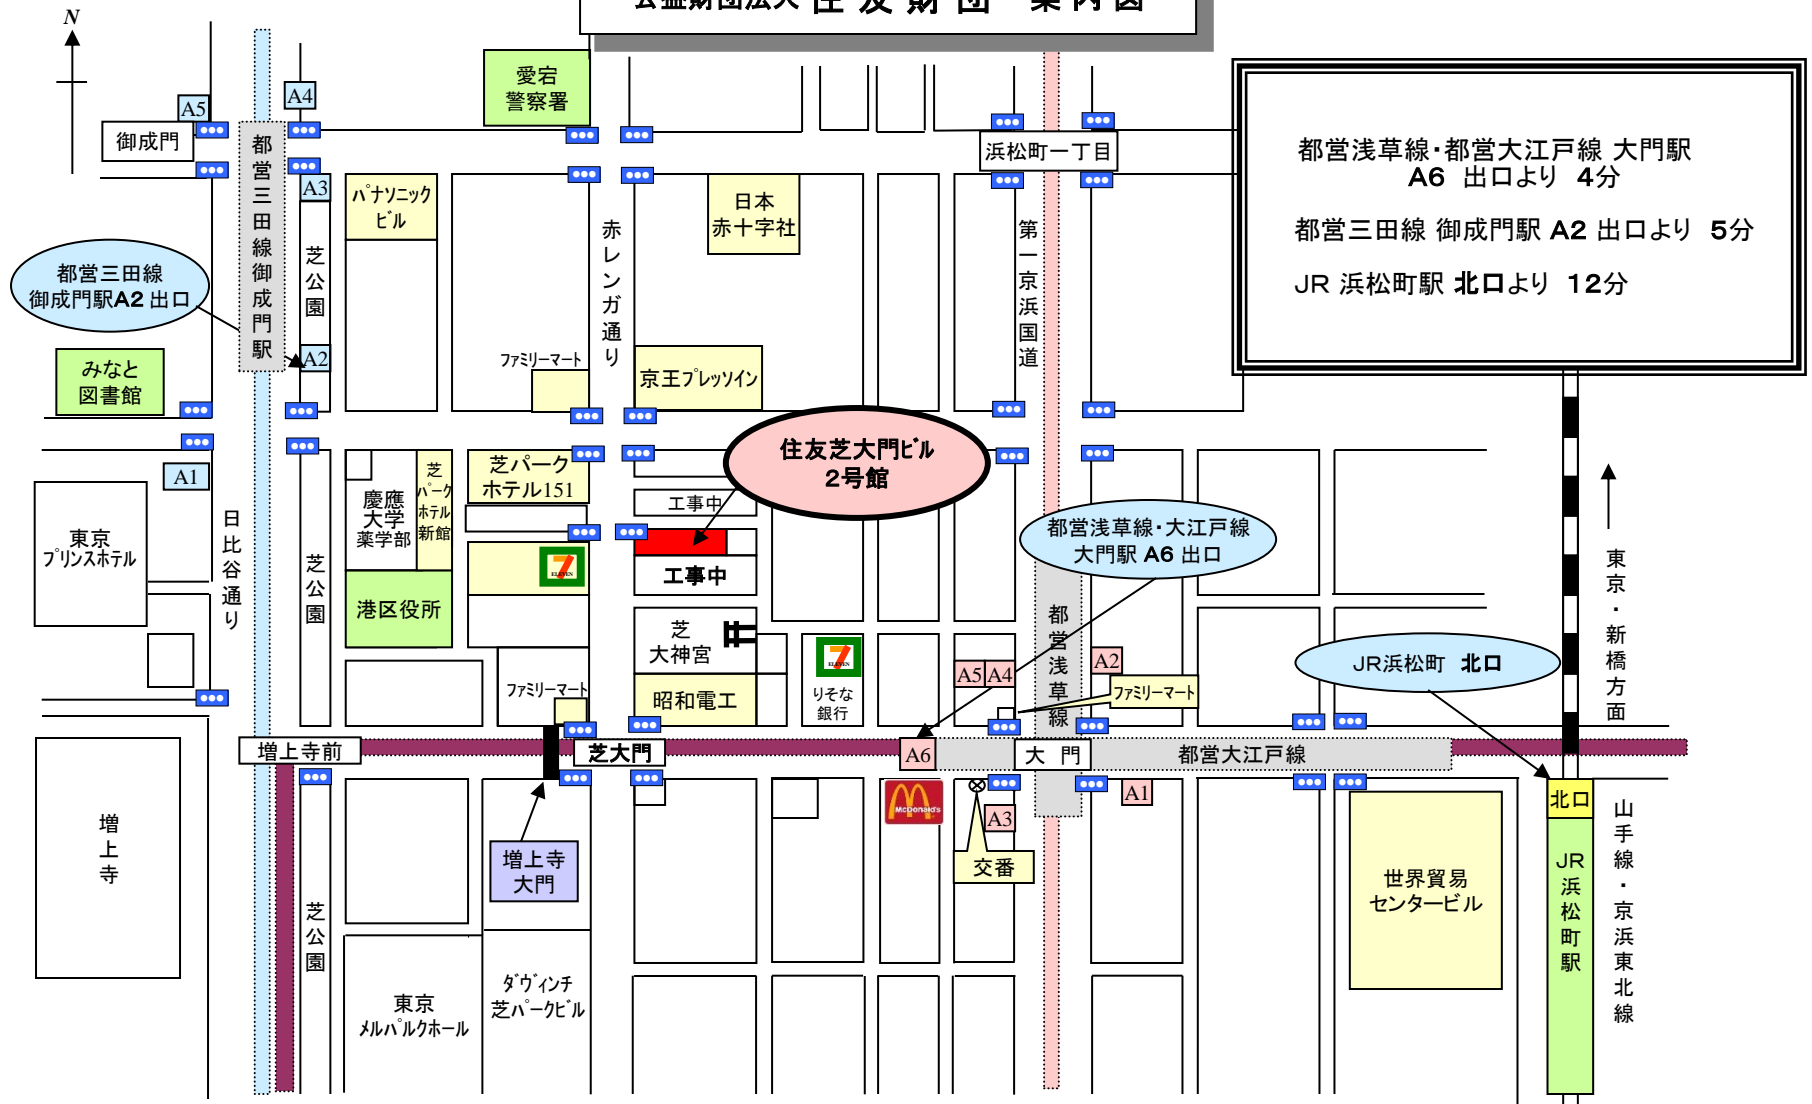 公益財団法人 住友財団 案内図
N
愛宕
警察署
A5
A4
御成門
浜松町一丁目
都営三田線御成門駅
A3
パナソニック
ビル
日本
赤十字社
芝公園
赤レンガ通り
第一京浜国道
都営浅草線・都営大江戸線 大門駅
A6 出口より 4分
都営三田線 御成門駅 A2 出口より 5分
JR 浜松町駅 北口より 12分
都営三田線
御成門駅A2 出口
A2
みなと
図書館
ファミリーマート
京王プレッソイン
住友芝大門ビル
2号館
A1
東京
プリンスホテル
日比谷通り
芝公園
慶應
大学
薬学部
芝
パーク
ホテル
新館
芝パーク
ホテル151
工事中
工事中
7
ELEVEN
港区役所
芝
大神宮
昭和電工
7
ELEVEN
りそな
銀行
都営浅草線・大江戸線
大門駅 A6 出口
都営浅草線
A5
A4
A2
ファミリーマート
ファミリーマート
JR浜松町 北口
東京・新橋方面
増上寺前
芝大門
A6
大 門
都営大江戸線
増上寺
芝公園
増上寺
大門
McDonald's
A3
交番
A1
世界貿易
センタービル
北口
JR浜松町駅
山手線・京浜東北線
東京
メルパルクホール
ダヴィンチ
芝パークビル